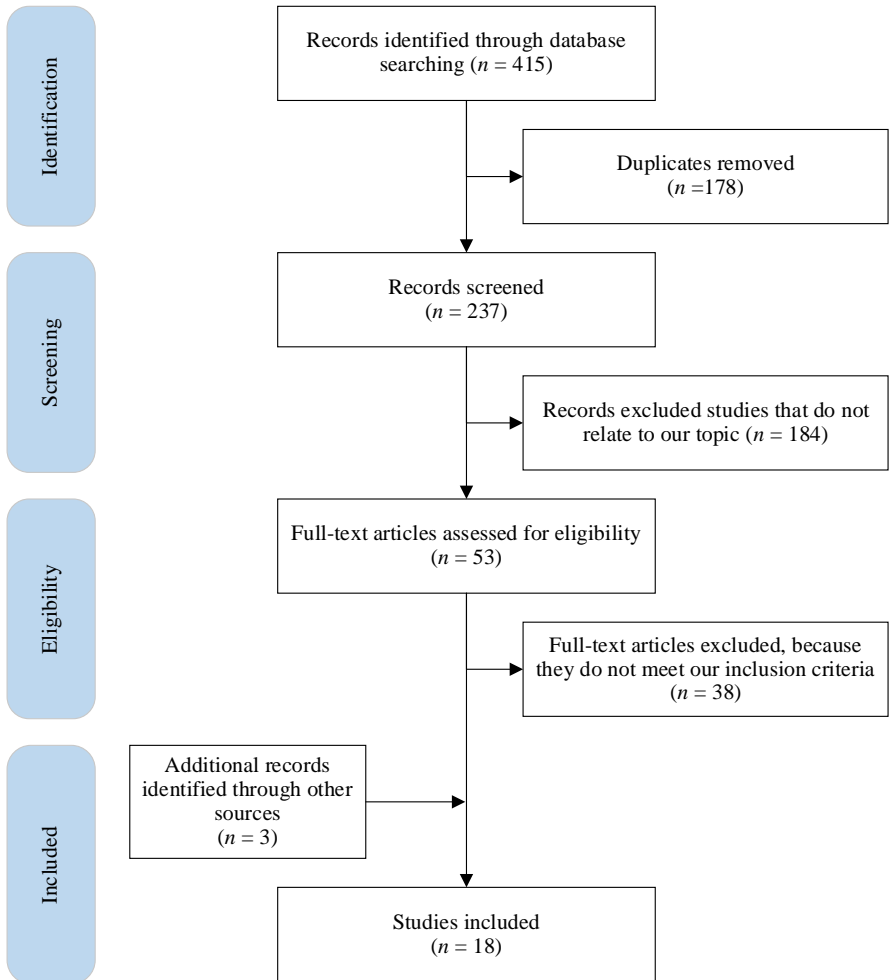 Identification
Records identified through database
searching (n = 415)
Duplicates removed
(n =178)
Screening
Records screened
(n = 237)
Records excluded studies that do not
relate to our topic (n = 184)
Eligibility
Full-text articles assessed for eligibility
(n = 53)
Full-text articles excluded, because
they do not meet our inclusion criteria
(n = 38)
Included
Additional records
identified through other
sources
(n = 3)
Studies included
(n = 18)